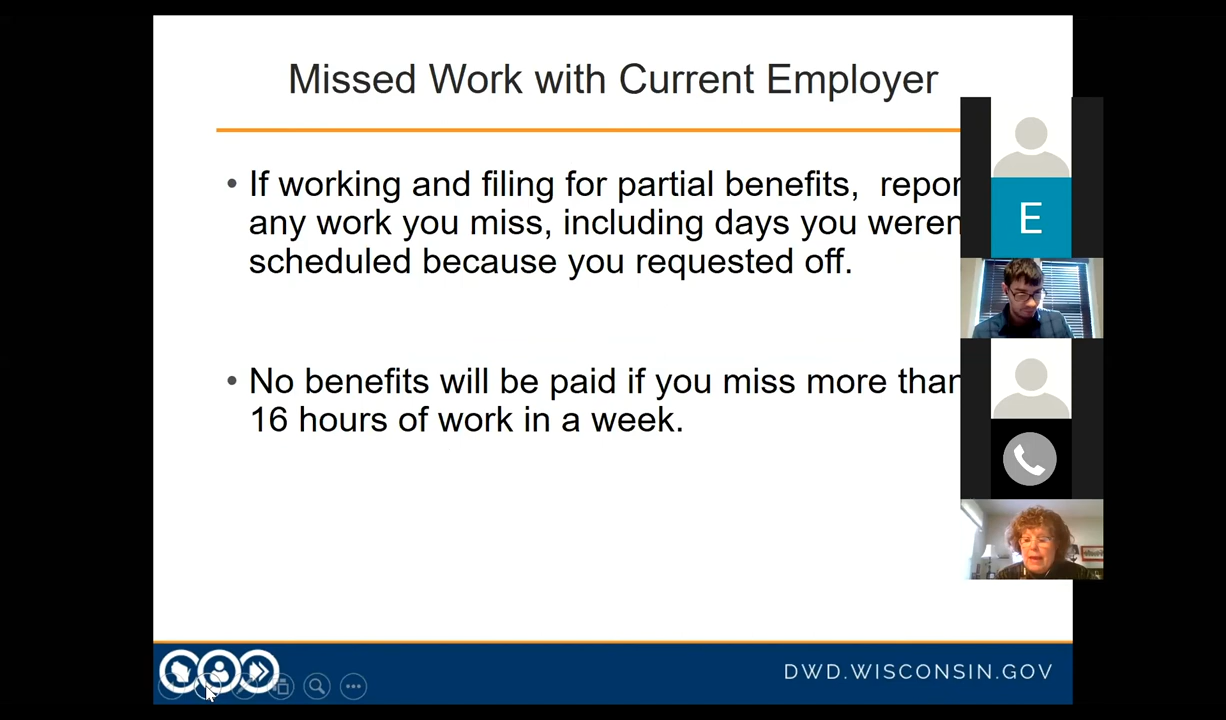 Missed Work with Current Employer
• If working and filing for partial benefits, repor
any work you miss, including days you weren
scheduled because you requested off.
• No benefits will be paid if you miss more than
16 hours of work in a week.
E
DWD.WISCONSIN.GOV